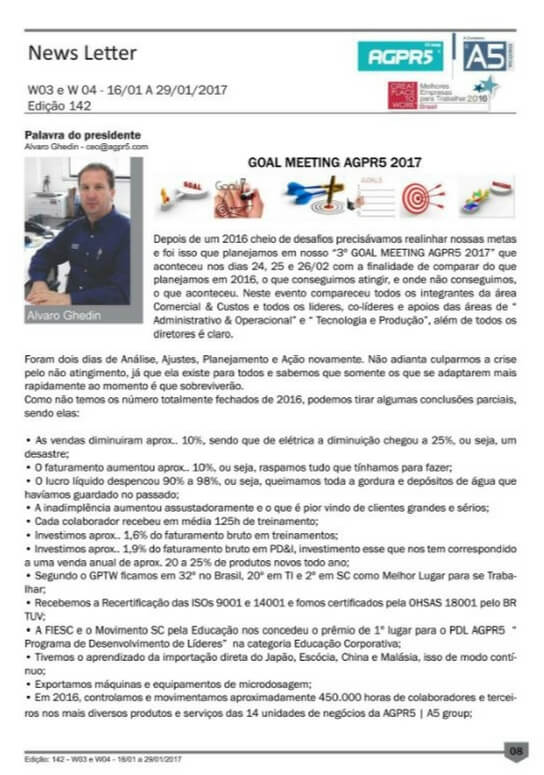 News Letter
AGPR5
A5
W03 e W 04 - 16/01 A 29/01/2017
Edição 142
GREAT
PLACE
TO
WORK
Melhores
Empresas
para Trabalhar
2016
Brasil
Palavra do presidente
Alvaro Ghedin - ceo@agpr5.com
GOAL MEETING AGPR5 2017
GOAL
Goal
GOALS
Depois de um 2016 cheio de desafios precisávamos realinhar nossas metas
e foi isso que planejamos em nosso “3º GOAL MEETING AGPR5 2017” que
aconteceu nos dias 24, 25 e 26/02 com a finalidade de comparar do que
planejamos em 2016, o que conseguimos atingir, e onde não conseguimos,
o que aconteceu. Neste evento compareceu todos os integrantes da área
Comercial & Custos e todos os lideres, co-líderes e apoios das áreas de “
Administrativo & Operacional” e “ Tecnologia e Produção”, além de todos os
diretores é claro.
Alvaro Ghedin
Foram dois dias de Análise, Ajustes, Planejamento e Ação novamente. Não adianta culparmos a crise
pelo não atingimento, já que ela existe para todos e sabemos que somente os que se adaptarem mais
rapidamente ao momento é que sobreviverão.
Como não temos os número totalmente fechados de 2016, podemos tirar algumas conclusões parciais,
sendo elas:
• As vendas diminuiram aprox.. 10%, sendo que de elétrica a diminuição chegou a 25%, ou seja, um
desastre;
• O faturamento aumentou aprox.. 10%, ou seja, raspamos tudo que tínhamos para fazer;
• O lucro líquido despencou 90% a 98%, ou seja, queimamos toda a gordura e depósitos de água que
havíamos guardado no passado;
• A inadimplência aumentou assustadoramente e o que é pior vindo de clientes grandes e sérios;
• Cada colaborador recebeu em média 125h de treinamento;
• Investimos aprox.. 1,6% do faturamento bruto em treinamentos;
• Investimos aprox.. 1,9% do faturamento bruto em PD&I, investimento esse que nos tem correspondido
a uma venda anual de aprox. 20 a 25% de produtos novos todo ano;
• Segundo o GPTW ficamos em 32º no Brasil, 20º em TI e 2º em SC como Melhor Lugar para se Traba-
lhar;
• Recebemos a Recertificação das ISOs 9001 e 14001 e fomos certificados pela OHSAS 18001 pelo BR
TUV;
• A FIESC e o Movimento SC pela Educação nos concedeu o prêmio de 1º lugar para o PDL AGPR5 “
Programa de Desenvolvimento de Líderes” na categoria Educação Corporativa;
• Tivemos o aprendizado da importação direta do Japão, Escócia, China e Malásia, isso de modo contí-
nuo;
• Exportamos máquinas e equipamentos de microdosagem;
• Em 2016, controlamos e movimentamos aproximadamente 450.000 horas de colaboradores e tercei-
ros nos mais diversos produtos e serviços das 14 unidades de negócios da AGPR5 | A5 group;
08
Edição: 142 – W03 e W04 - 16/01 a 29/01/2017